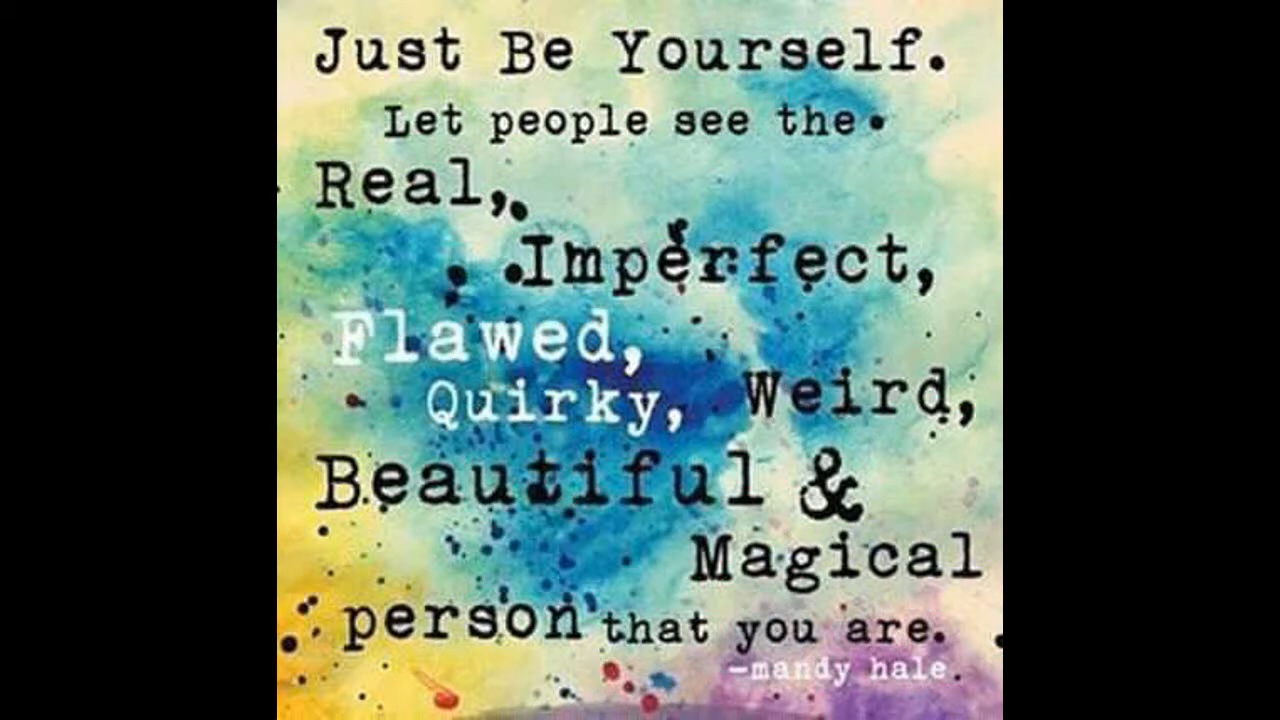 Just Be Yourself.
Let people see the
Real,
Imperfect,
Flawed,
Quirky, Weird,
Beautiful &
Magical
person that you are.
-mandy hale.